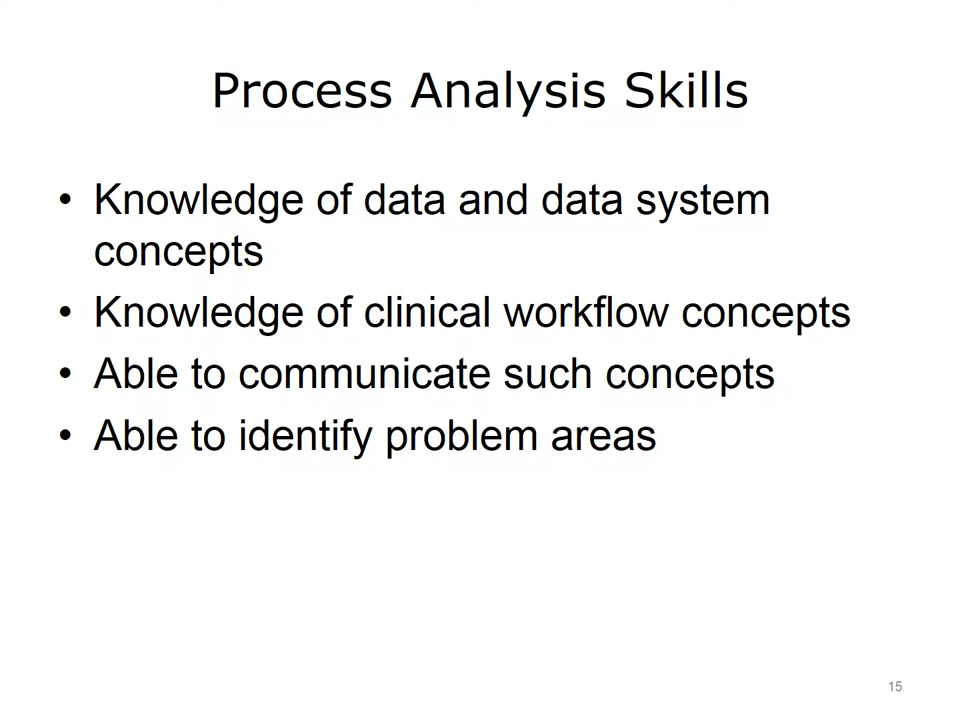 Process Analysis Skills
• Knowledge of data and data system
concepts
• Knowledge of clinical workflow concepts
• Able to communicate such concepts
• Able to identify problem areas
15